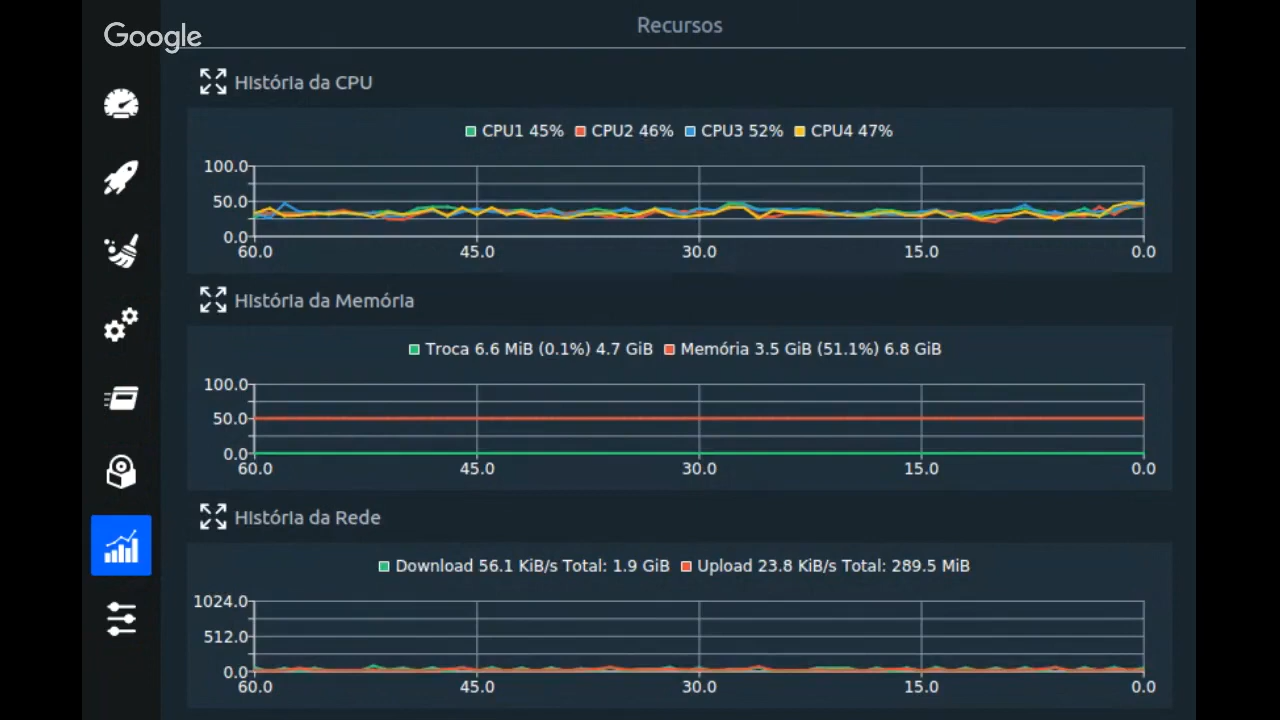 Google
Recursos
História da CPU
CPU1 45% CPU2 46% CPU3 52% CPU4 47%
100.0
50.0
0.0
60.0 45.0 30.0 15.0 0.0
História da Memória
Troca 6.6 MiB (0.1%) 4.7 GiB Memória 3.5 GiB (51.1%) 6.8 GiB
100.0
50.0
0.0
60.0 45.0 30.0 15.0 0.0
História da Rede
Download 56.1 KiB/s Total: 1.9 GiB Upload 23.8 KiB/s Total: 289.5 MiB
1024.0
512.0
0.0
60.0 45.0 30.0 15.0 0.0